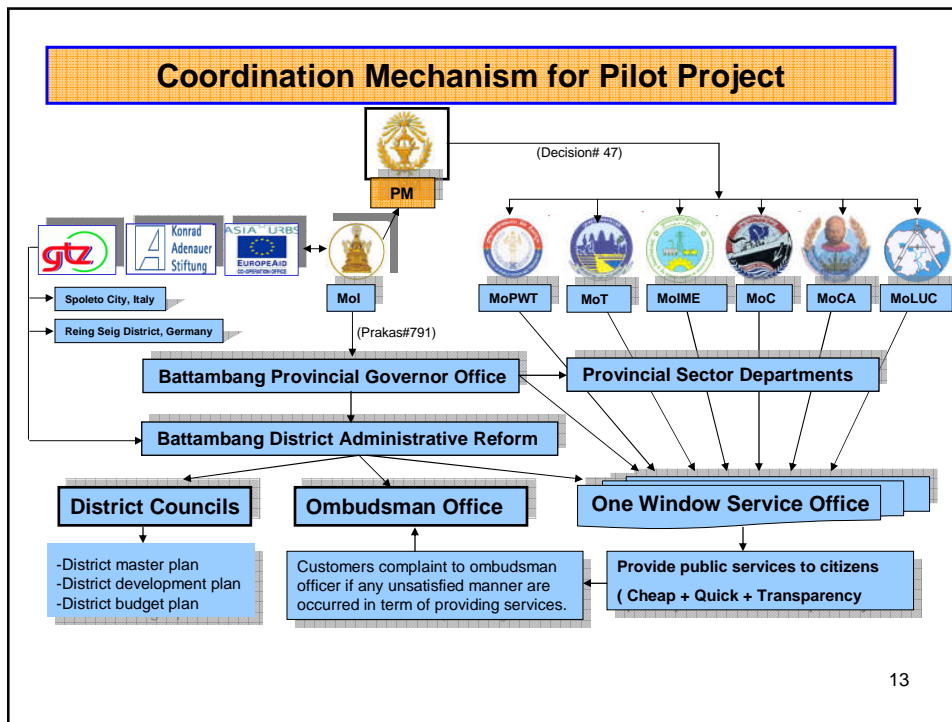 Coordination Mechanism for Pilot Project
(Decision# 47)
PM
gtz
Konrad
Adenauer
Stiftung
ASIA URBS
EUROPEAID
CO-OPERATION OFFICE
MoI
MoPWT
MoT
MoIME
MoC
MoCA
MoLUC
Spoleto City, Italy
Reing Seig District, Germany
(Prakas#791)
Battambang Provincial Governor Office
Provincial Sector Departments
Battambang District Administrative Reform
District Councils
Ombudsman Office
One Window Service Office
-District master plan
-District development plan
-District budget plan
Customers complaint to ombudsman
officer if any unsatisfied manner are
occurred in term of providing services.
Provide public services to citizens
( Cheap + Quick + Transparency
13